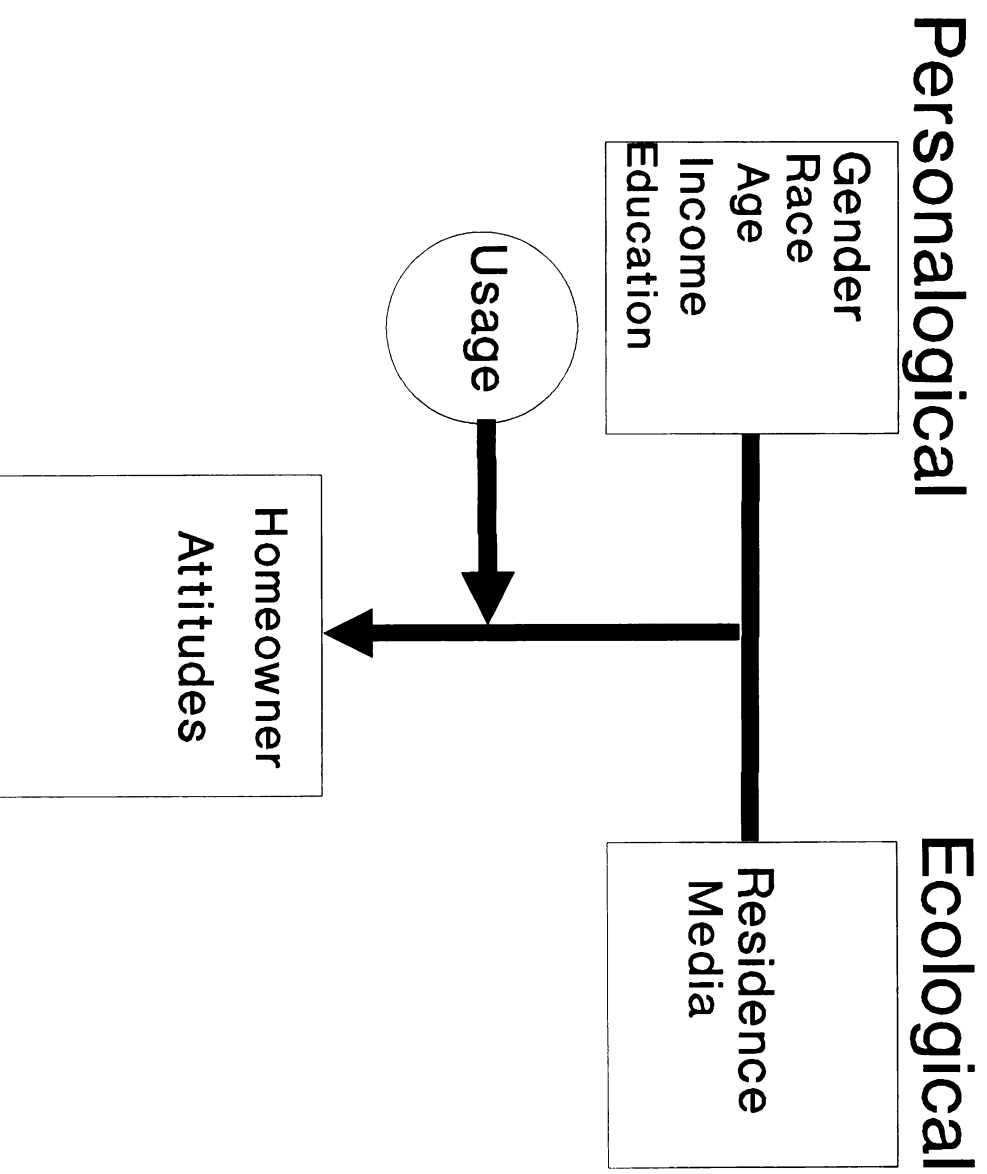 Personalogical
Ecological
Gender
Race
Age
Income
Education
Residence
Media
Usage
Homeowner
Attitudes